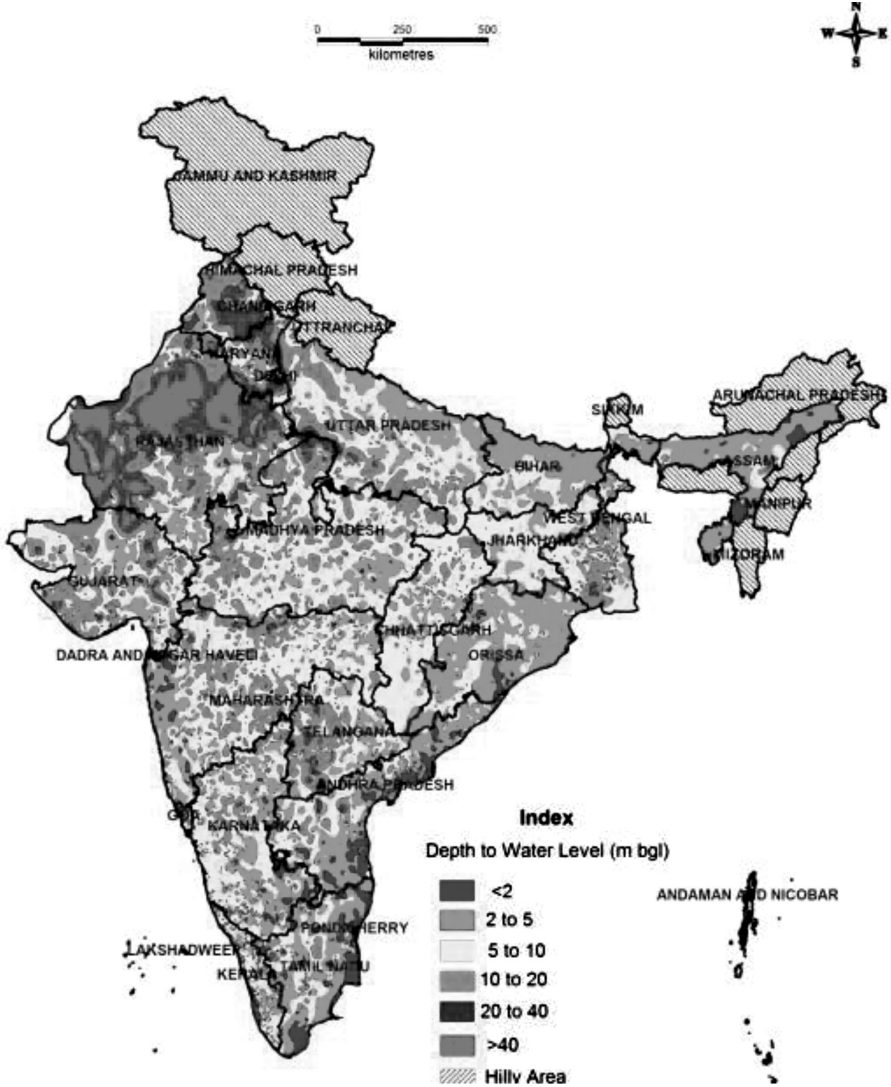 0 250 500
kilometres
N
W E
S
JAMMU AND KASHMIR
HIMACHAL PRADESH
CHANDIGARH
UTTRANCHAL
HARYANA
DELHI
RAJASTHAN
UTTAR PRADESH
SIKKIM
ARUNACHAL PRADESH
ASSAM
BIHAR
MANIPUR
WEST BENGAL
MADHYA PRADESH
JHARKHAND
MIZORAM
GUJARAT
CHHATTISGARH
DADRA AND NAGAR HAVELI
ORISSA
MAHARASHTRA
TELANGANA
ANDHRA PRADESH
GOA
KARNATAKA
Index
Depth to Water Level (m bgl)
<2
2 to 5
5 to 10
10 to 20
20 to 40
>40
Hilly Area
ANDAMAN AND NICOBAR
PONDICHERRY
LAKSHADWEEP
KERALA
TAMIL NADU